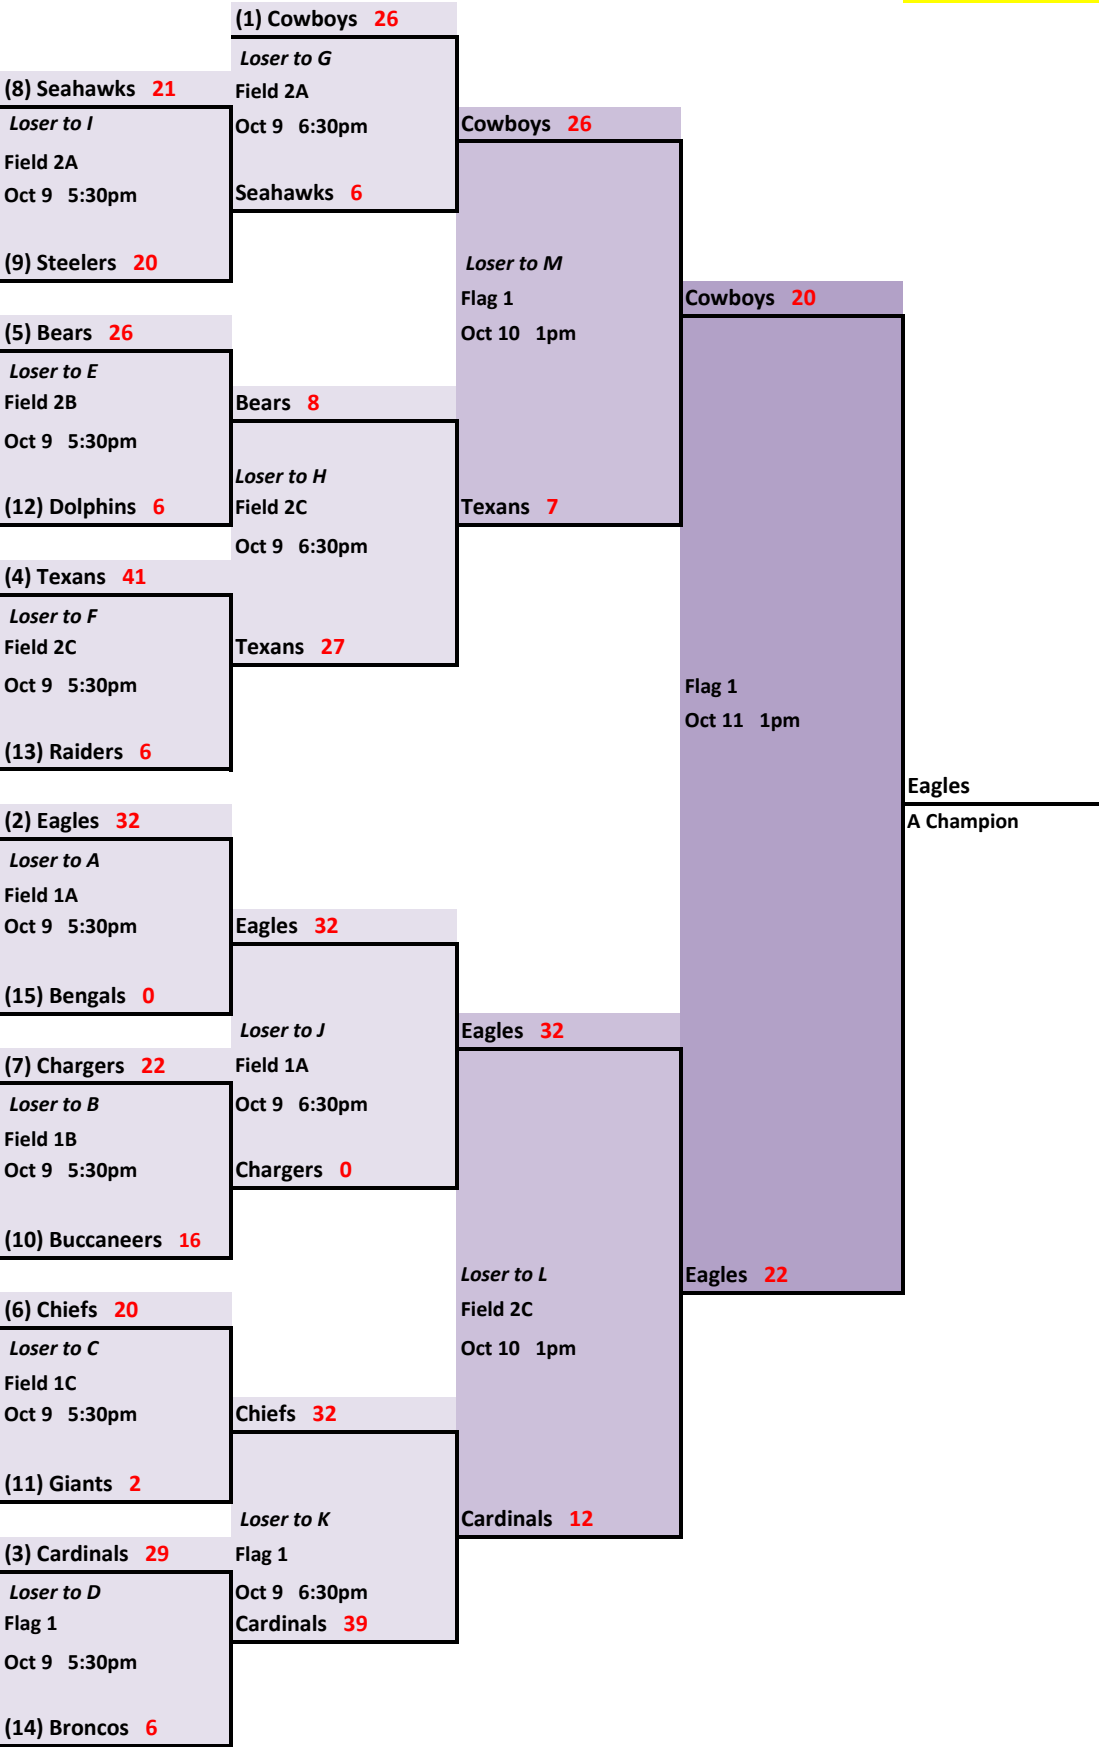 (1) Cowboys 26
Loser to G
(8) Seahawks 21
Field 2A
Loser to I
Oct 9 6:30pm
Cowboys 26
Field 2A
Oct 9 5:30pm
Seahawks 6
(9) Steelers 20
Loser to M
Flag 1
Cowboys 20
(5) Bears 26
Oct 10 1pm
Loser to E
Field 2B
Bears 8
Oct 9 5:30pm
Loser to H
(12) Dolphins 6
Field 2C
Texans 7
Oct 9 6:30pm
(4) Texans 41
Loser to F
Field 2C
Texans 27
Oct 9 5:30pm
Flag 1
Oct 11 1pm
(13) Raiders 6
Eagles
(2) Eagles 32
A Champion
Loser to A
Field 1A
Oct 9 5:30pm
Eagles 32
(15) Bengals 0
Loser to J
Eagles 32
(7) Chargers 22
Field 1A
Loser to B
Oct 9 6:30pm
Field 1B
Oct 9 5:30pm
Chargers 0
(10) Buccaneers 16
Loser to L
Eagles 22
(6) Chiefs 20
Field 2C
Loser to C
Oct 10 1pm
Field 1C
Oct 9 5:30pm
Chiefs 32
(11) Giants 2
Loser to K
Cardinals 12
(3) Cardinals 29
Flag 1
Loser to D
Oct 9 6:30pm
Flag 1
Cardinals 39
Oct 9 5:30pm
(14) Broncos 6